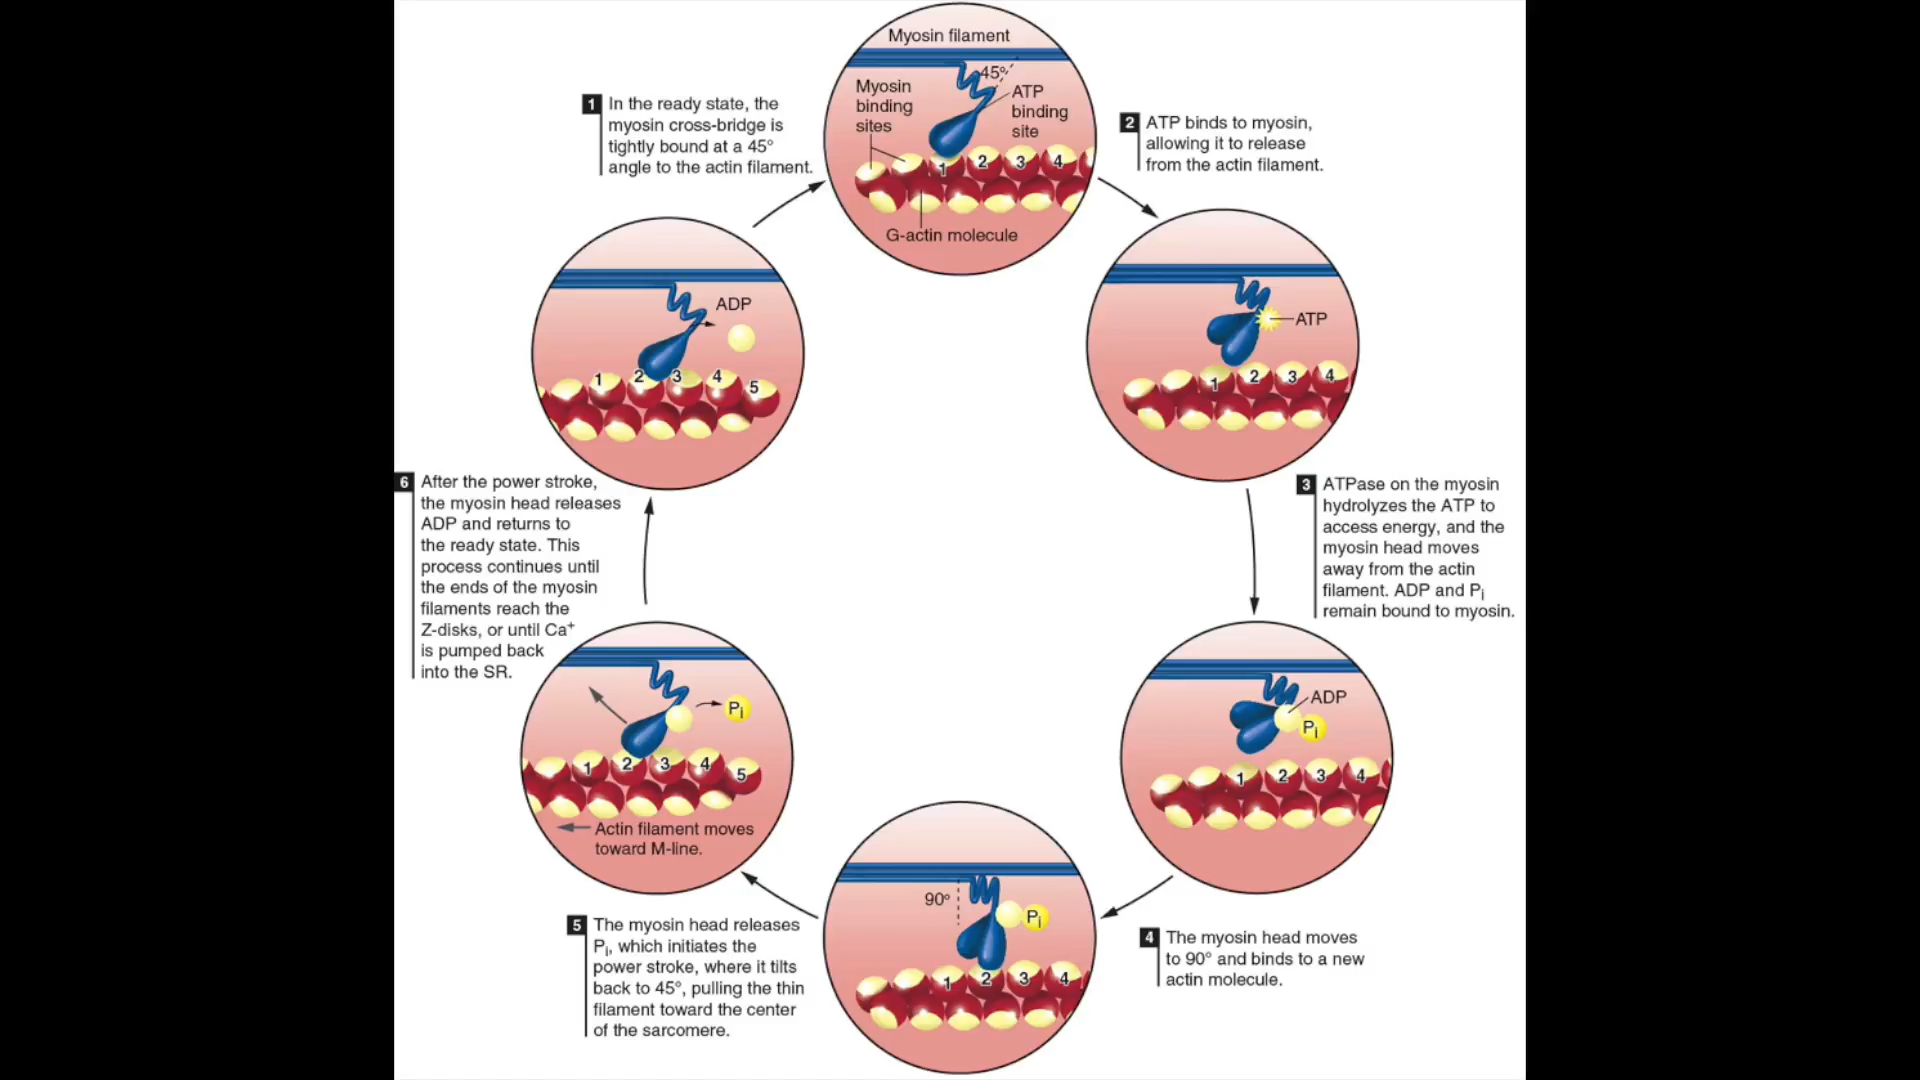 Myosin filament
45°
Myosin
binding
sites
ATP
binding
site
1 2 3 4
G-actin molecule
1 In the ready state, the
myosin cross-bridge is
tightly bound at a 45°
angle to the actin filament.
2 ATP binds to myosin,
allowing it to release
from the actin filament.
ATP
1 2 3 4
3 ATPase on the myosin
hydrolyzes the ATP to
access energy, and the
myosin head moves
away from the actin
filament. ADP and Pi
remain bound to myosin.
ADP
Pi
1 2 3 4
4 The myosin head moves
to 90° and binds to a new
actin molecule.
90°
Pi
1 2 3 4
5 The myosin head releases
Pi, which initiates the
power stroke, where it tilts
back to 45°, pulling the thin
filament toward the center
of the sarcomere.
Pi
1 2 3 4 5
Actin filament moves
toward M-line.
6 After the power stroke,
the myosin head releases
ADP and returns to
the ready state. This
process continues until
the ends of the myosin
filaments reach the
Z-disks, or until Ca+
is pumped back
into the SR.
ADP
1 2 3 4 5